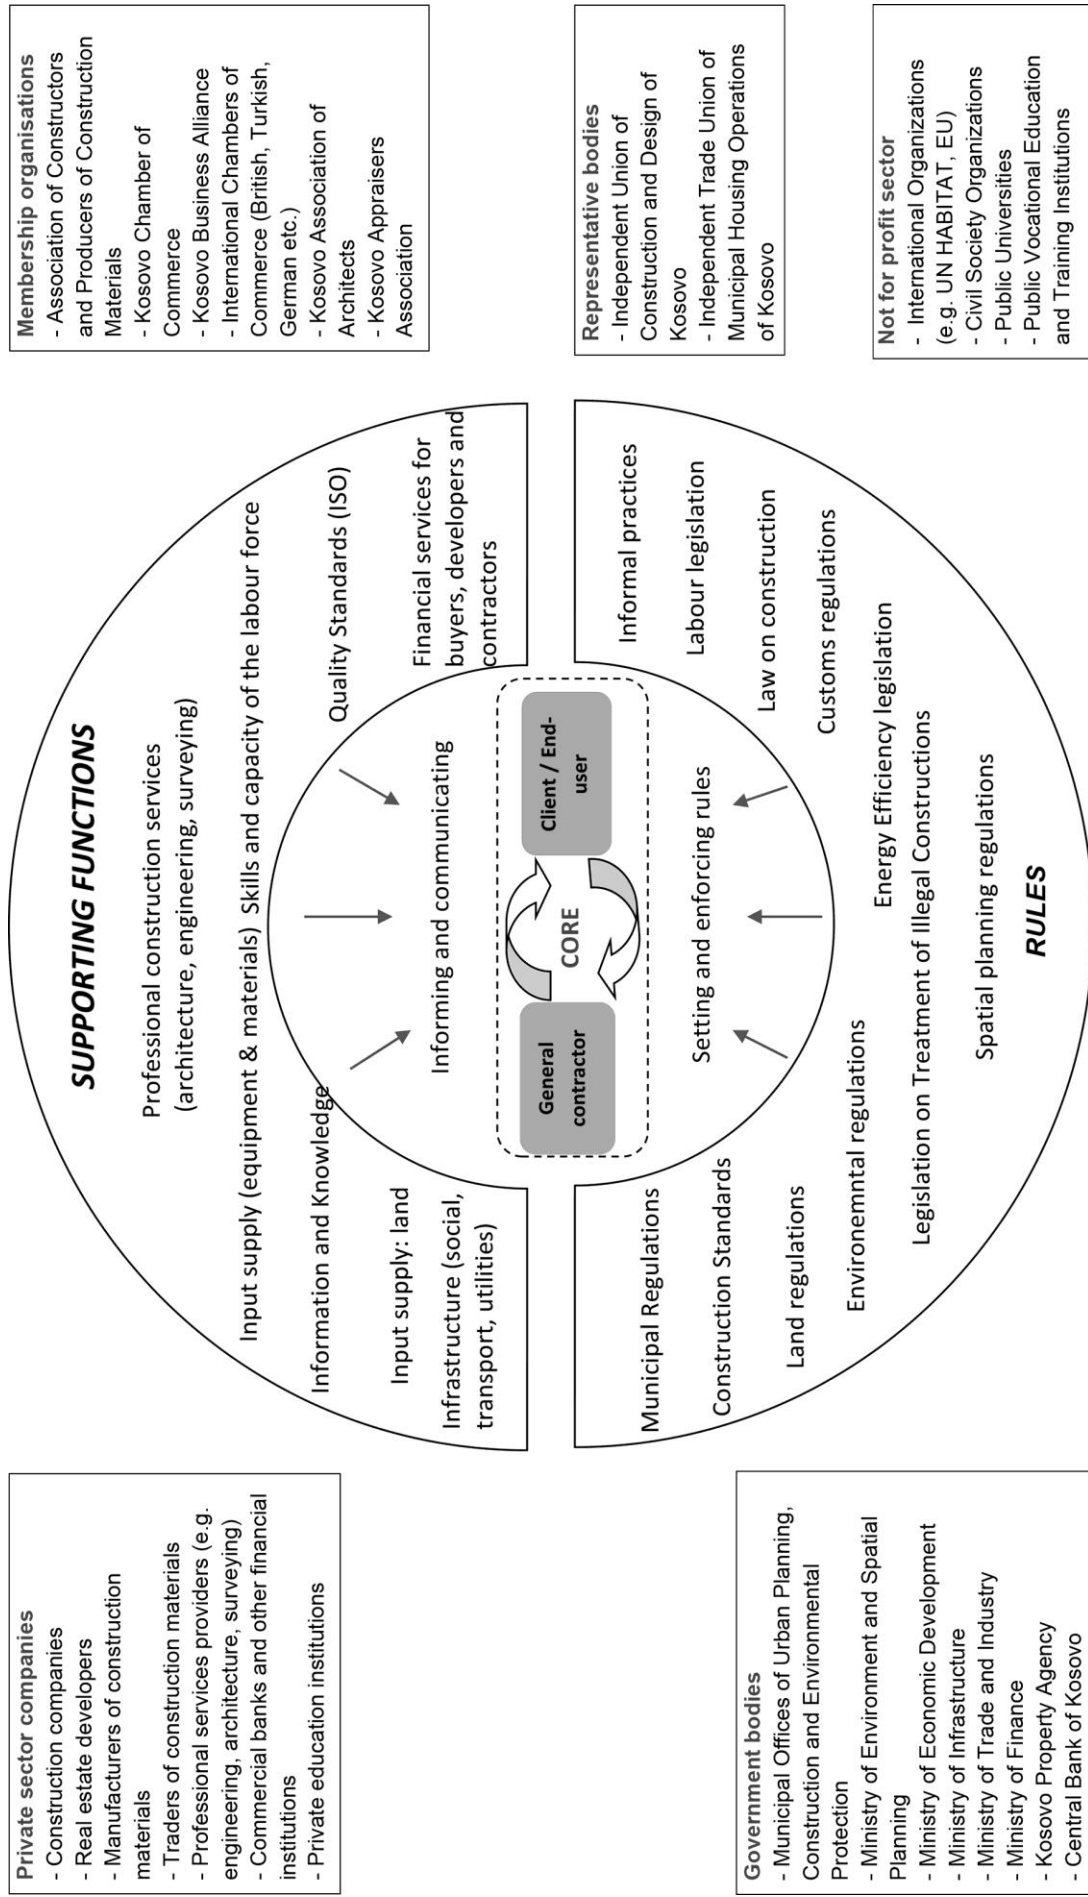 Private sector companies
- Construction companies
- Real estate developers
- Manufacturers of construction
materials
- Traders of construction materials
- Professional services providers (e.g.
engineering, architecture, surveying)
- Commercial banks and other financial
institutions
- Private education institutions
SUPPORTING FUNCTIONS
Professional construction services
(architecture, engineering, surveying)
Input supply (equipment & materials)
Skills and capacity of the labour force
Information and Knowledge
Quality Standards (ISO)
Input supply: land
Financial services for
buyers, developers and
contractors
Infrastructure (social,
transport, utilities)
Informing and communicating
General
contractor
CORE
Client / End-
user
Setting and enforcing rules
Municipal Regulations
Informal practices
Construction Standards
Labour legislation
Land regulations
Law on construction
Customs regulations
Environemntal regulations
Energy Efficiency legislation
Legislation on Treatment of Illegal Constructions
Spatial planning regulations
RULES
Membership organisations
- Association of Constructors
and Producers of Construction
Materials
- Kosovo Chamber of
Commerce
- Kosovo Business Alliance
- International Chambers of
Commerce (British, Turkish,
German etc.)
- Kosovo Association of
Architects
- Kosovo Appraisers
Association
Representative bodies
- Independent Union of
Construction and Design of
Kosovo
- Independent Trade Union of
Municipal Housing Operations
of Kosovo
Government bodies
- Municipal Offices of Urban Planning,
Construction and Environmental
Protection
- Ministry of Environment and Spatial
Planning
- Ministry of Economic Development
- Ministry of Infrastructure
- Ministry of Trade and Industry
- Ministry of Finance
- Kosovo Property Agency
- Central Bank of Kosovo
Not for profit sector
- International Organizations
(e.g. UN HABITAT, EU)
- Civil Society Organizations
- Public Universities
- Public Vocational Education
and Training Institutions